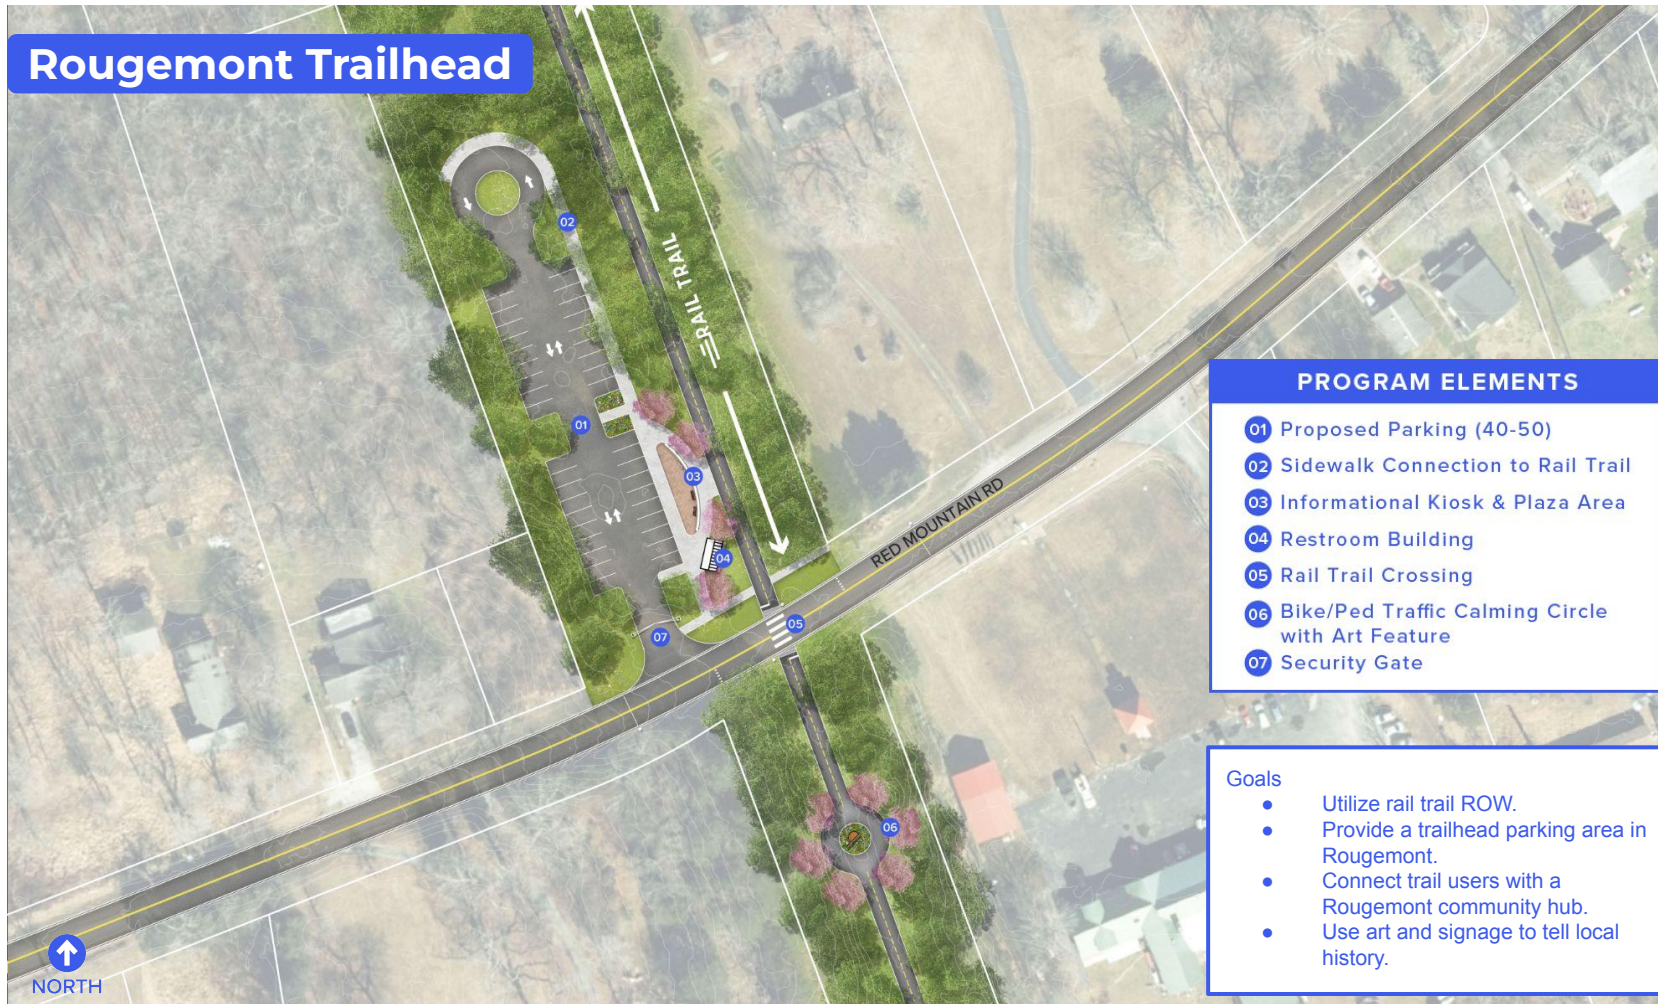 Rougemont Trailhead
02
RAIL TRAIL
01
03
04
RED MOUNTAIN RD
05
07
06
NORTH
PROGRAM ELEMENTS
01 Proposed Parking (40-50)
02 Sidewalk Connection to Rail Trail
03 Informational Kiosk & Plaza Area
04 Restroom Building
05 Rail Trail Crossing
06 Bike/Ped Traffic Calming Circle
with Art Feature
07 Security Gate
Goals
● Utilize rail trail ROW.
● Provide a trailhead parking area in
Rougemont.
● Connect trail users with a
Rougemont community hub.
● Use art and signage to tell local
history.